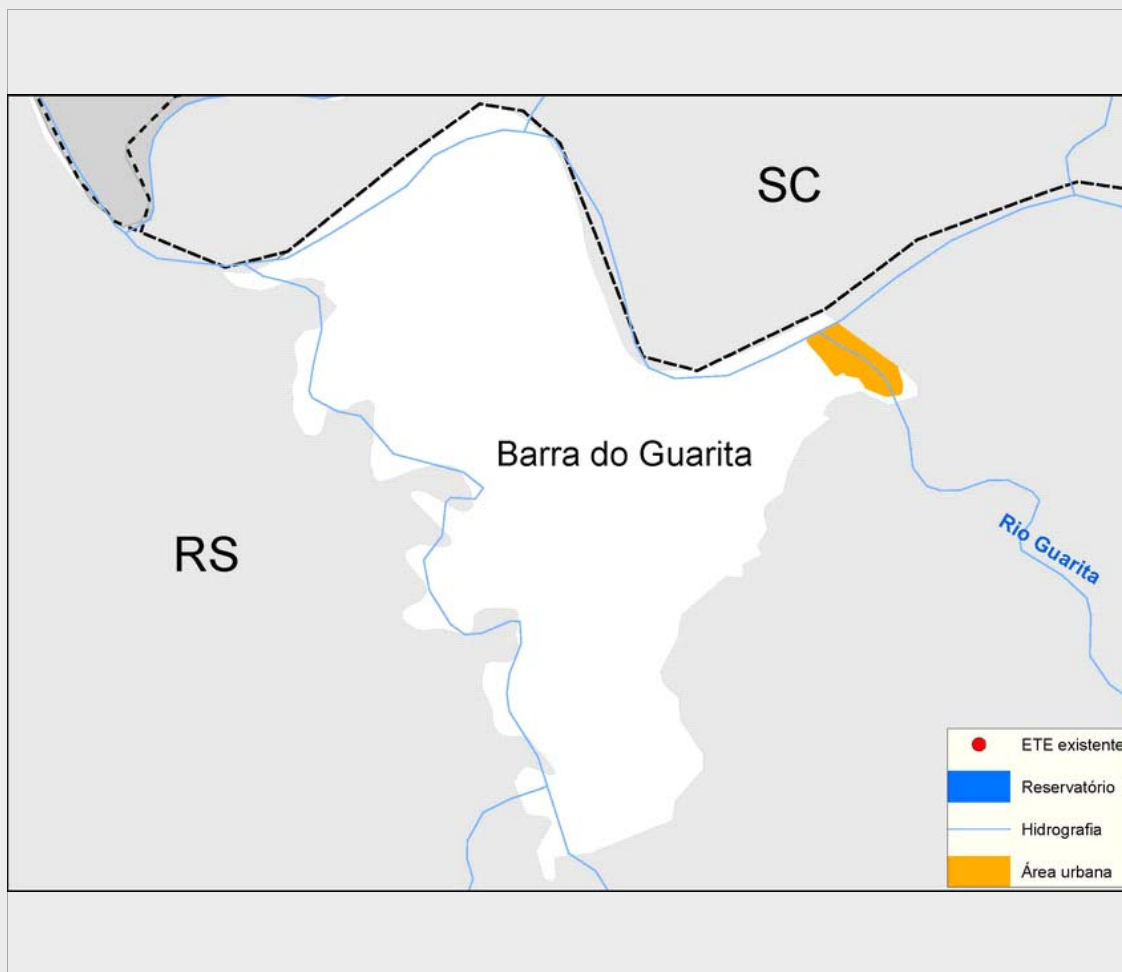 SC
Barra do Guarita
RS
Rio Guarita
ETE existente
Reservatório
Hidrografia
Área urbana